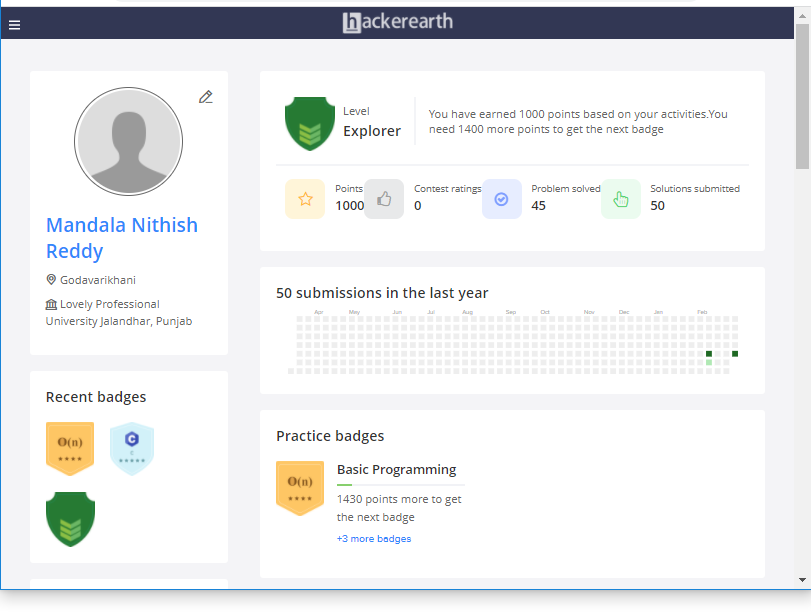 hackerearth
Mandala Nithish
Reddy
Godavarikhani
Lovely Professional
University Jalandhar, Punjab
Recent badges
Θ(n)
★★★★
C
C
★★★★★
Level
Explorer
You have earned 1000 points based on your activities.You
need 1400 more points to get the next badge
Points
1000
Contest ratings
0
Problem solved
45
Solutions submitted
50
50 submissions in the last year
Apr May Jun Jul Aug Sep Oct Nov Dec Jan Feb
Practice badges
Θ(n)
★★★★
Basic Programming
1430 points more to get
the next badge
+3 more badges